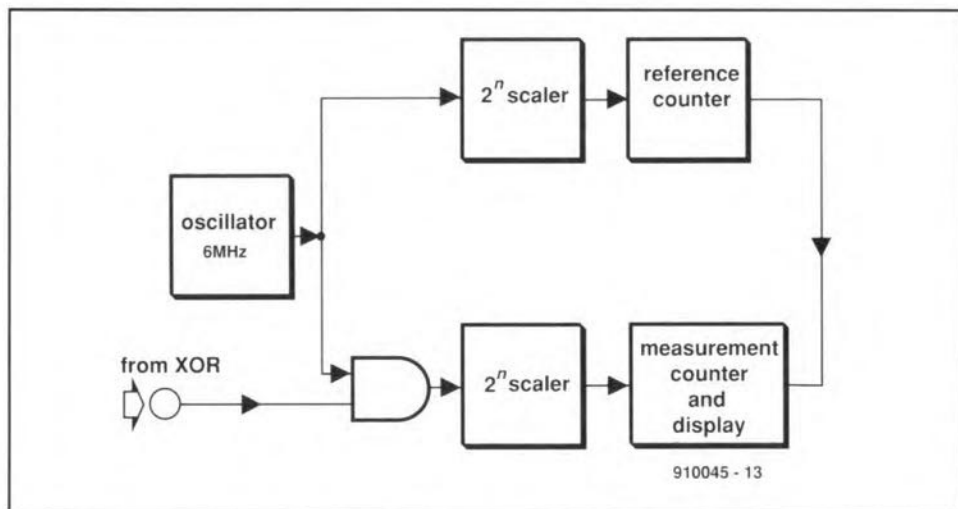 2ⁿ scaler
reference
counter
oscillator
6MHz
from XOR
2ⁿ scaler
measurement
counter
and
display
910045 - 13